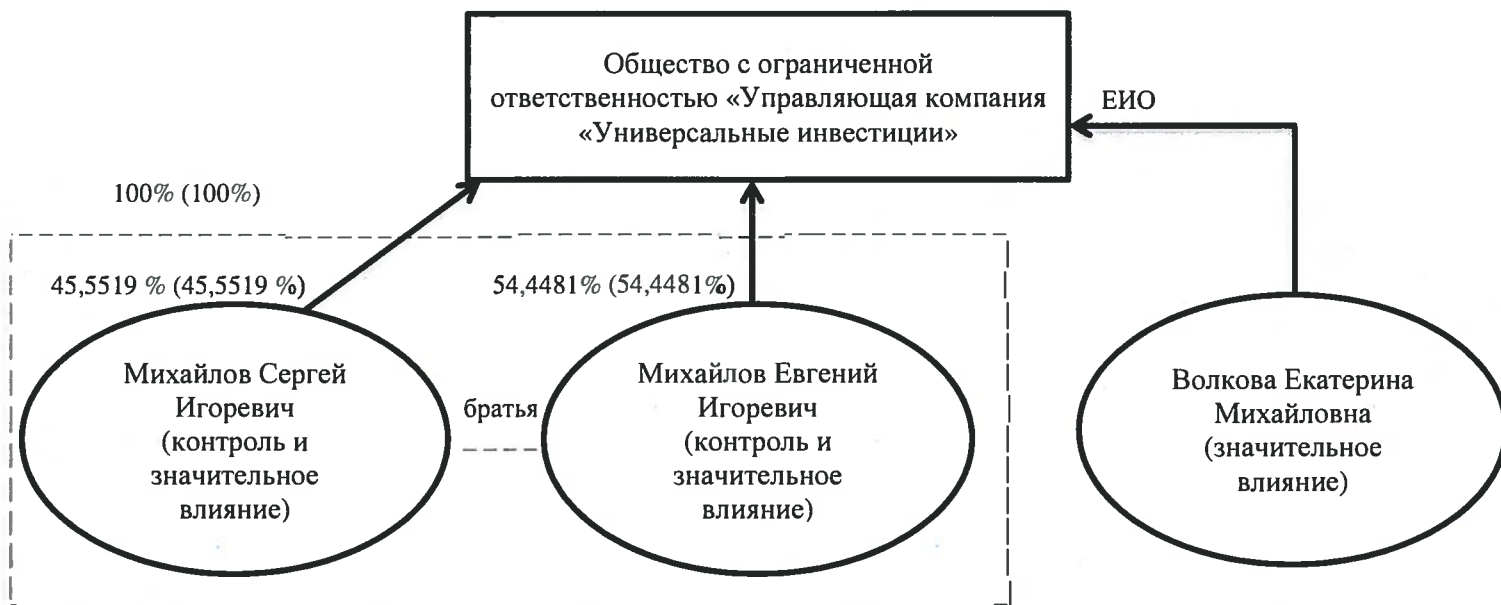 Общество с ограниченной
ответственностью «Управляющая компания
«Универсальные инвестиции»
ЕИО
100% (100%)
45,5519 % (45,5519 %)
54,4481% (54,4481%)
Михайлов Сергей
Игоревич
(контроль и
значительное
влияние)
братья
Михайлов Евгений
Игоревич
(контроль и
значительное
влияние)
Волкова Екатерина
Михайловна
(значительное
влияние)